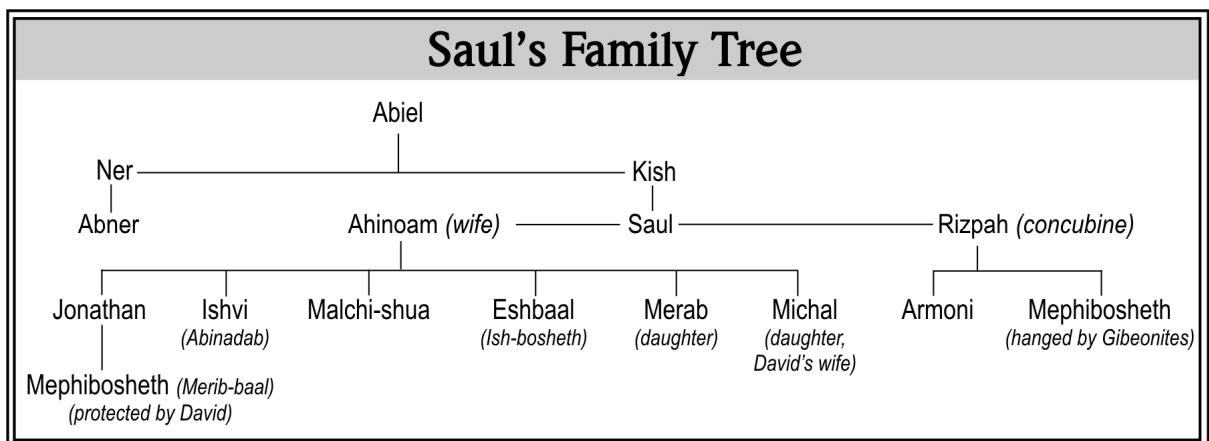 Saul’s Family Tree
Abiel
Ner Kish
Abner Ahinoam (wife) Saul Rizpah (concubine)
Jonathan Ishvi Malchi-shua Eshbaal Merab Michal Armoni Mephibosheth
(Abinadab) (Ish-bosheth) (daughter) (daughter, (hanged by Gibeonites)
David’s wife)
Mephibosheth (Merib-baal)
(protected by David)